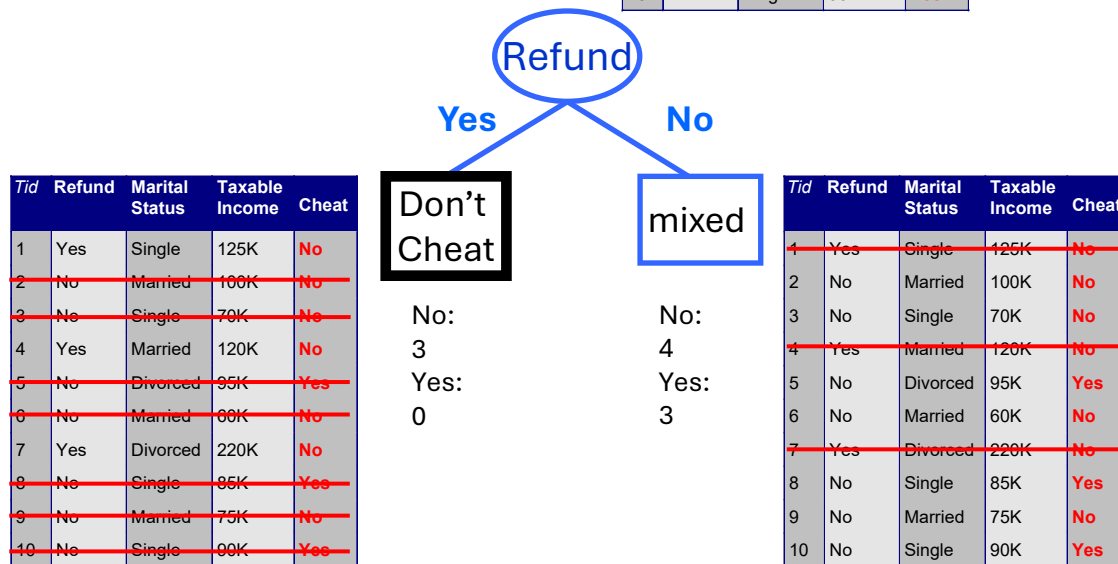 Refund
Yes No
Tid Refund Marital Status Taxable Income Cheat
1 Yes Single 125K No
2 No Married 100K No
3 No Single 70K No
4 Yes Married 120K No
5 No Divorced 95K Yes
6 No Married 60K No
7 Yes Divorced 220K No
8 No Single 85K Yes
9 No Married 75K No
10 No Single 90K Yes
Don't
Cheat
No:
3
Yes:
0
mixed
No:
4
Yes:
3
Tid Refund Marital Status Taxable Income Cheat
1 Yes Single 125K No
2 No Married 100K No
3 No Single 70K No
4 Yes Married 120K No
5 No Divorced 95K Yes
6 No Married 60K No
7 Yes Divorced 220K No
8 No Single 85K Yes
9 No Married 75K No
10 No Single 90K Yes